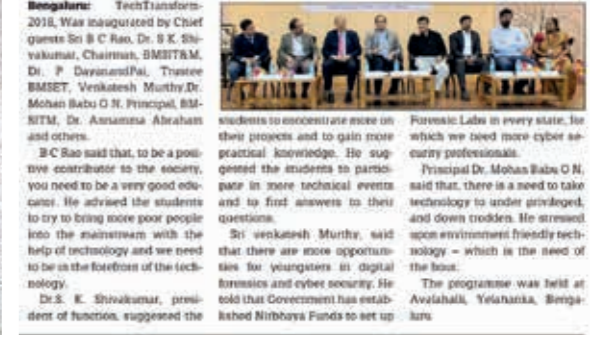 Bengaluru: TechTransform-
2018, Was inaugurated by Chief
guests Sri B C Rao, Dr. S K. Shi-
vakumar, Chairman, BMSIT&M,
Dr. P DayanandPai, Trustee
BMSET, Venkatesh Murthy,Dr.
Mohan Babu G N. Principal, BM-
SITM, Dr. Annamma Abraham
and others.
B C Rao said that, to be a posi-
tive contributor to the society,
you need to be a very good edu-
cator. He advised the students
to try to bring more poor people
into the mainstream with the
help of technology and we need
to be in the forefront of the tech-
nology.
Dr.S. K. Shivakumar, presi-
dent of function, suggested the
students to concentrate more on
their projects and to gain more
practical knowledge. He sug-
gested the students to partici-
pate in more technical events
and to find answers to their
questions.
Sri venkatesh Murthy, said
that there are more opportuni-
ties for youngsters in digital
forensics and cyber security. He
told that Government has estab-
lished Nirbhaya Funds to set up
Forensic Labs in every state, for
which we need more cyber se-
curity professionals.
Principal Dr. Mohan Babu G N,
said that, there is a need to take
technology to under privileged,
and down trodden. He stressed
upon environment friendly tech-
nology – which is the need of
the hour.
The programme was held at
Avalahalli, Yelahanka, Benga-
luru